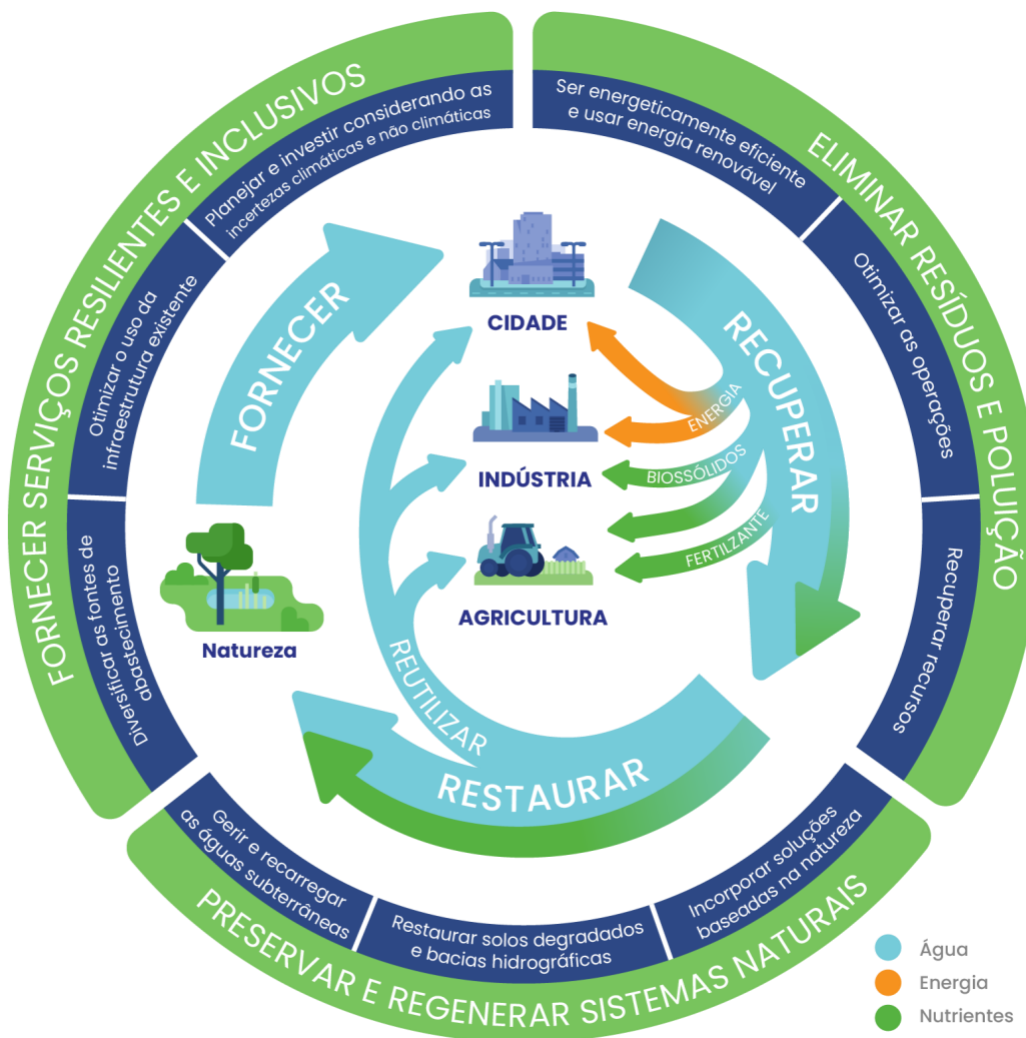 FORNECER SERVIÇOS RESILIENTES E INCLUSIVOS
Planejar e investir considerando as
incertezas climáticas e não climáticas
Otimizar o uso da
infraestrutura existente
Diversificar as fontes de
abastecimento
ELIMINAR RESÍDUOS E POLUIÇÃO
Ser energeticamente eficiente
e usar energia renovável
Otimizar as operações
Recuperar recursos
PRESERVAR E REGENERAR SISTEMAS NATURAIS
Gerir e recarregar
as águas subterrâneas
Restaurar solos degradados
e bacias hidrográficas
Incorporar soluções
baseadas na natureza
FORNECER
CIDADE
RECUPERAR
ENERGIA
INDÚSTRIA
BIOSSÓLIDOS
FERTILZANTE
AGRICULTURA
Natureza
REUTILIZAR
RESTAURAR
Água
Energia
Nutrientes